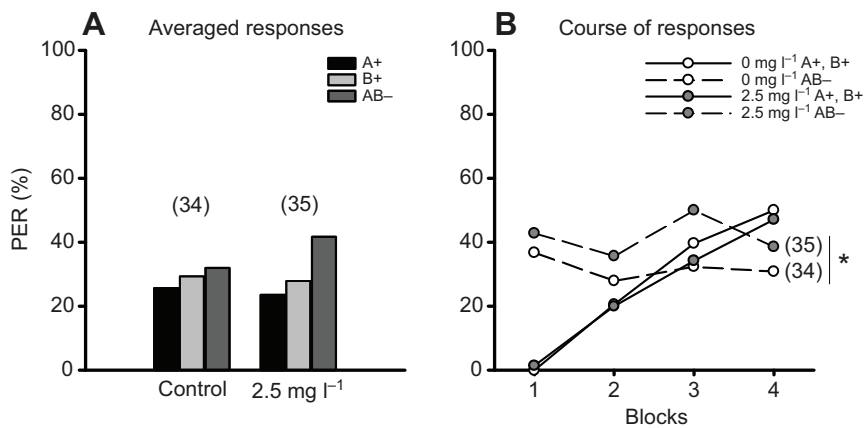 A Averaged responses
A+
B+
AB–
PER (%)
100
80
60
40
20
0
(34)
(35)
Control
2.5 mg l⁻¹
B Course of responses
0 mg l⁻¹ A+, B+
0 mg l⁻¹ AB–
2.5 mg l⁻¹ A+, B+
2.5 mg l⁻¹ AB–
100
80
60
40
20
0
(35)
(34)
*
1 2 3 4
Blocks